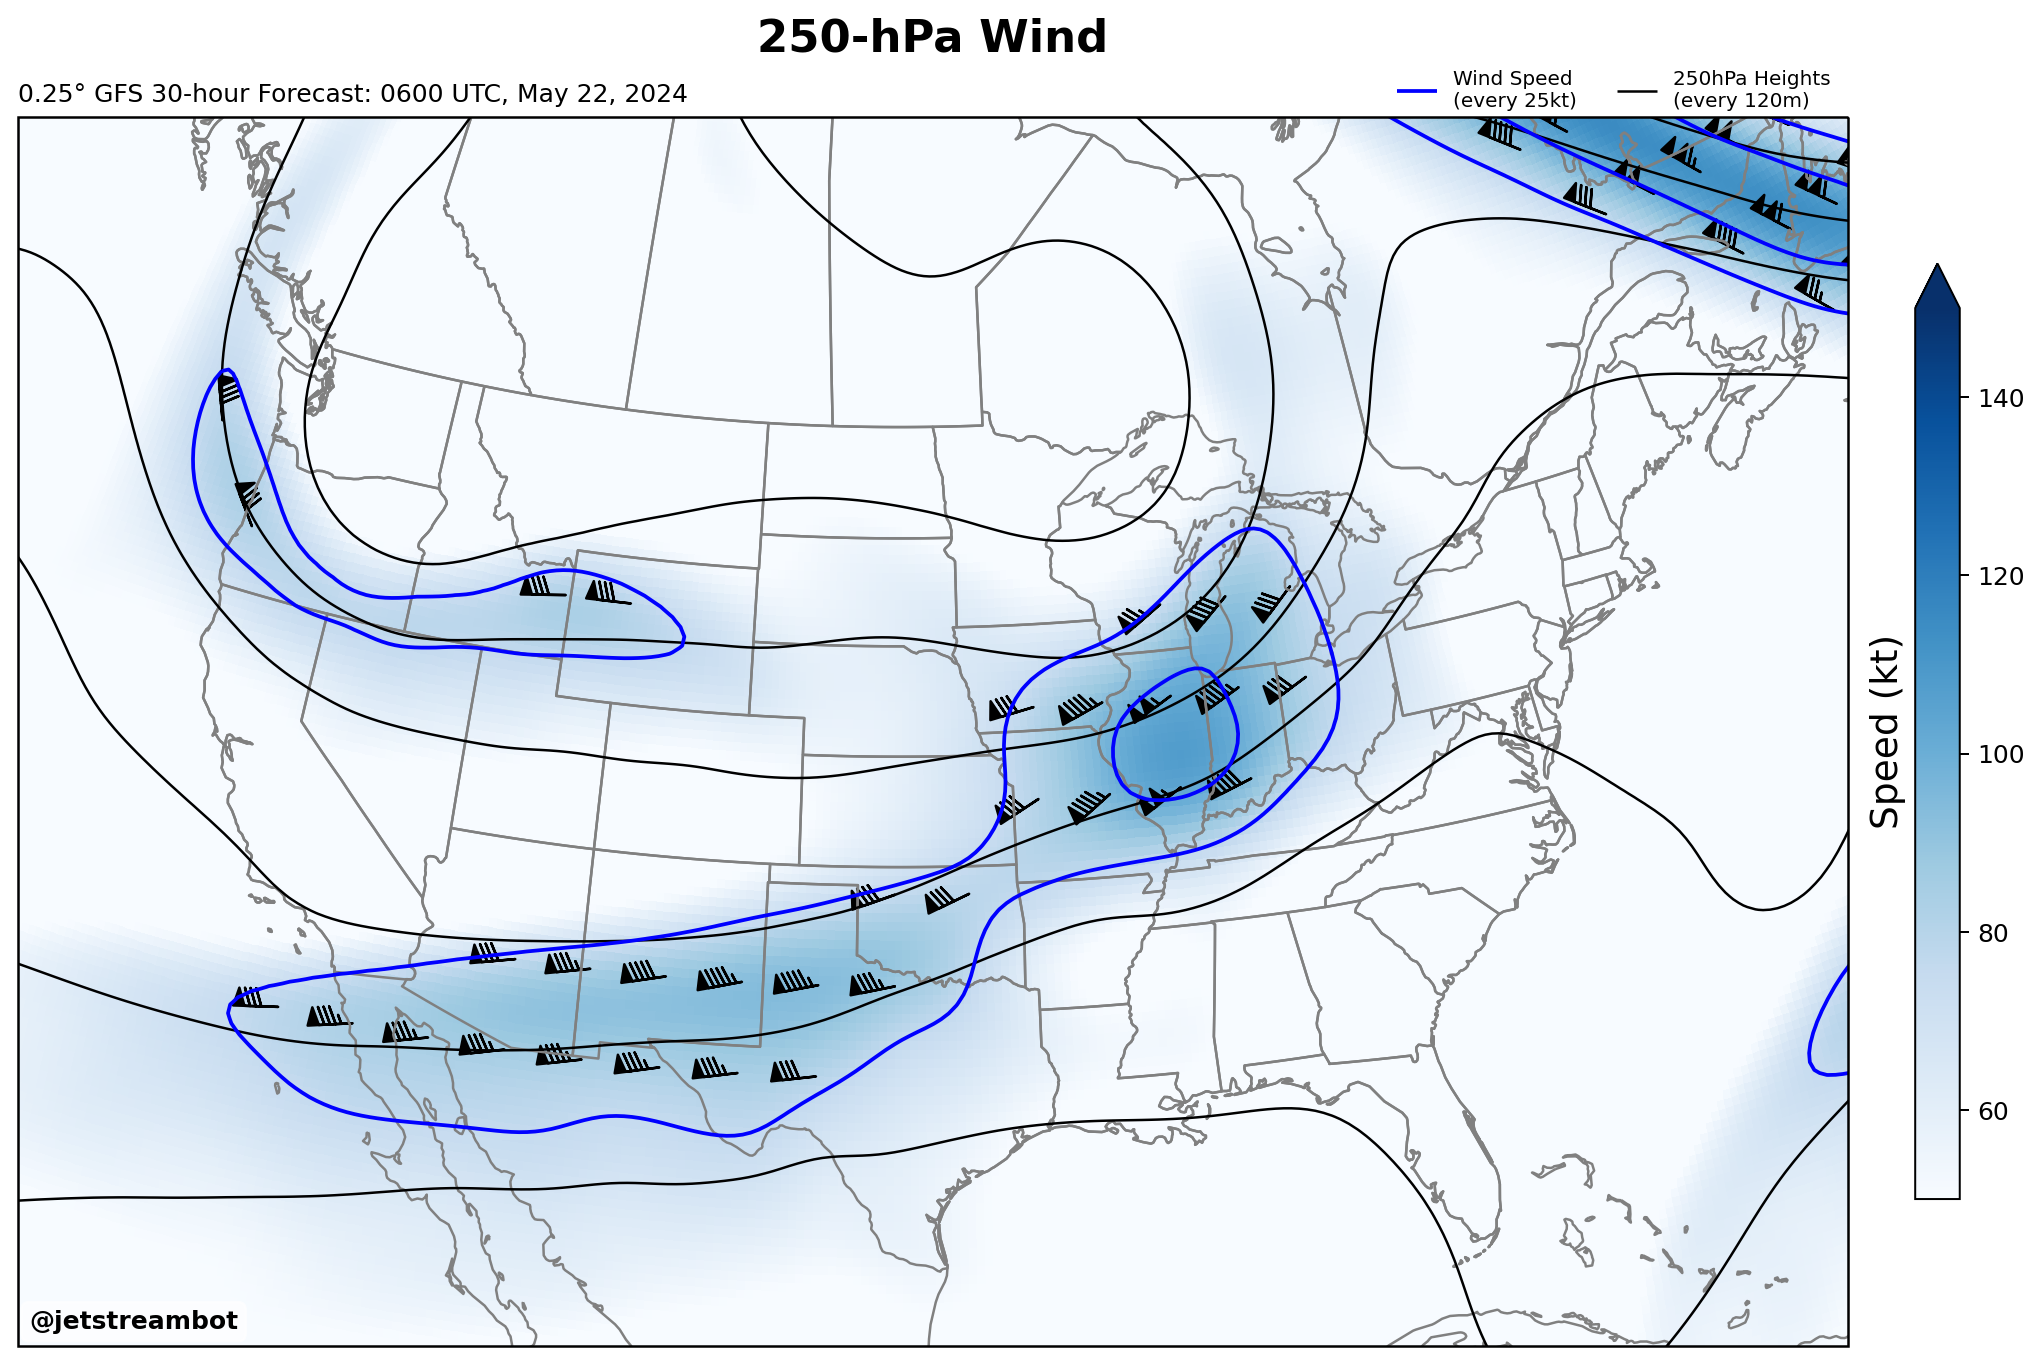 250-hPa Wind
0.25° GFS 30-hour Forecast: 0600 UTC, May 22, 2024
Wind Speed
(every 25kt)
250hPa Heights
(every 120m)
140
120
100
80
60
Speed (kt)
@jetstreambot